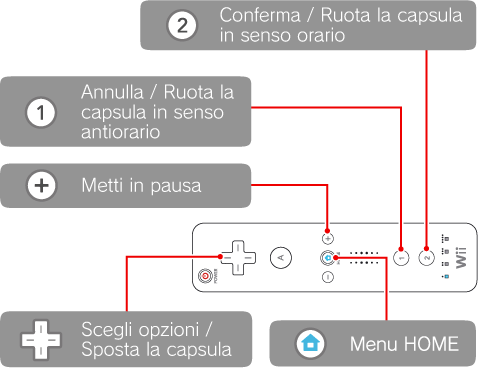 2 Conferma / Ruota la capsula
in senso orario
1 Annulla / Ruota la
capsula in senso
antiorario
+ Metti in pausa
POWER
A
+
−
1
2
Wii
Scegli opzioni /
Sposta la capsula
Menu HOME